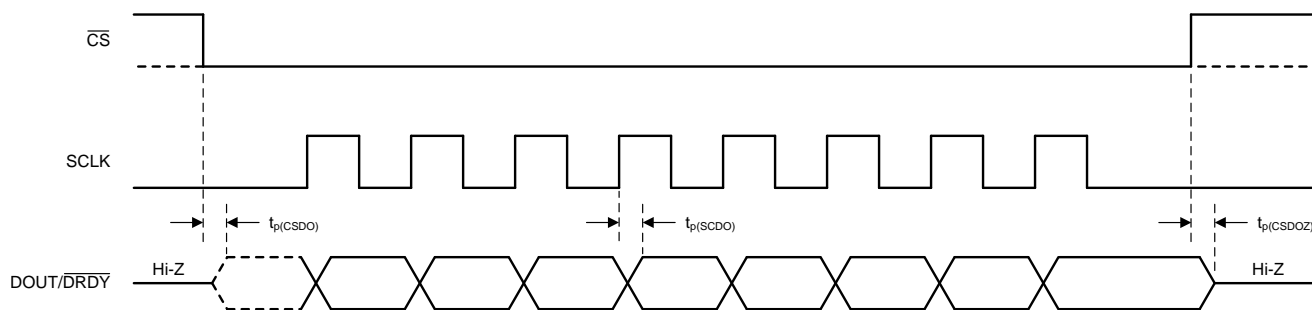 CS
SCLK
tp(CSDO)
tp(SCDO)
tp(CSDOZ)
DOUT/DRDY
Hi-Z
Hi-Z